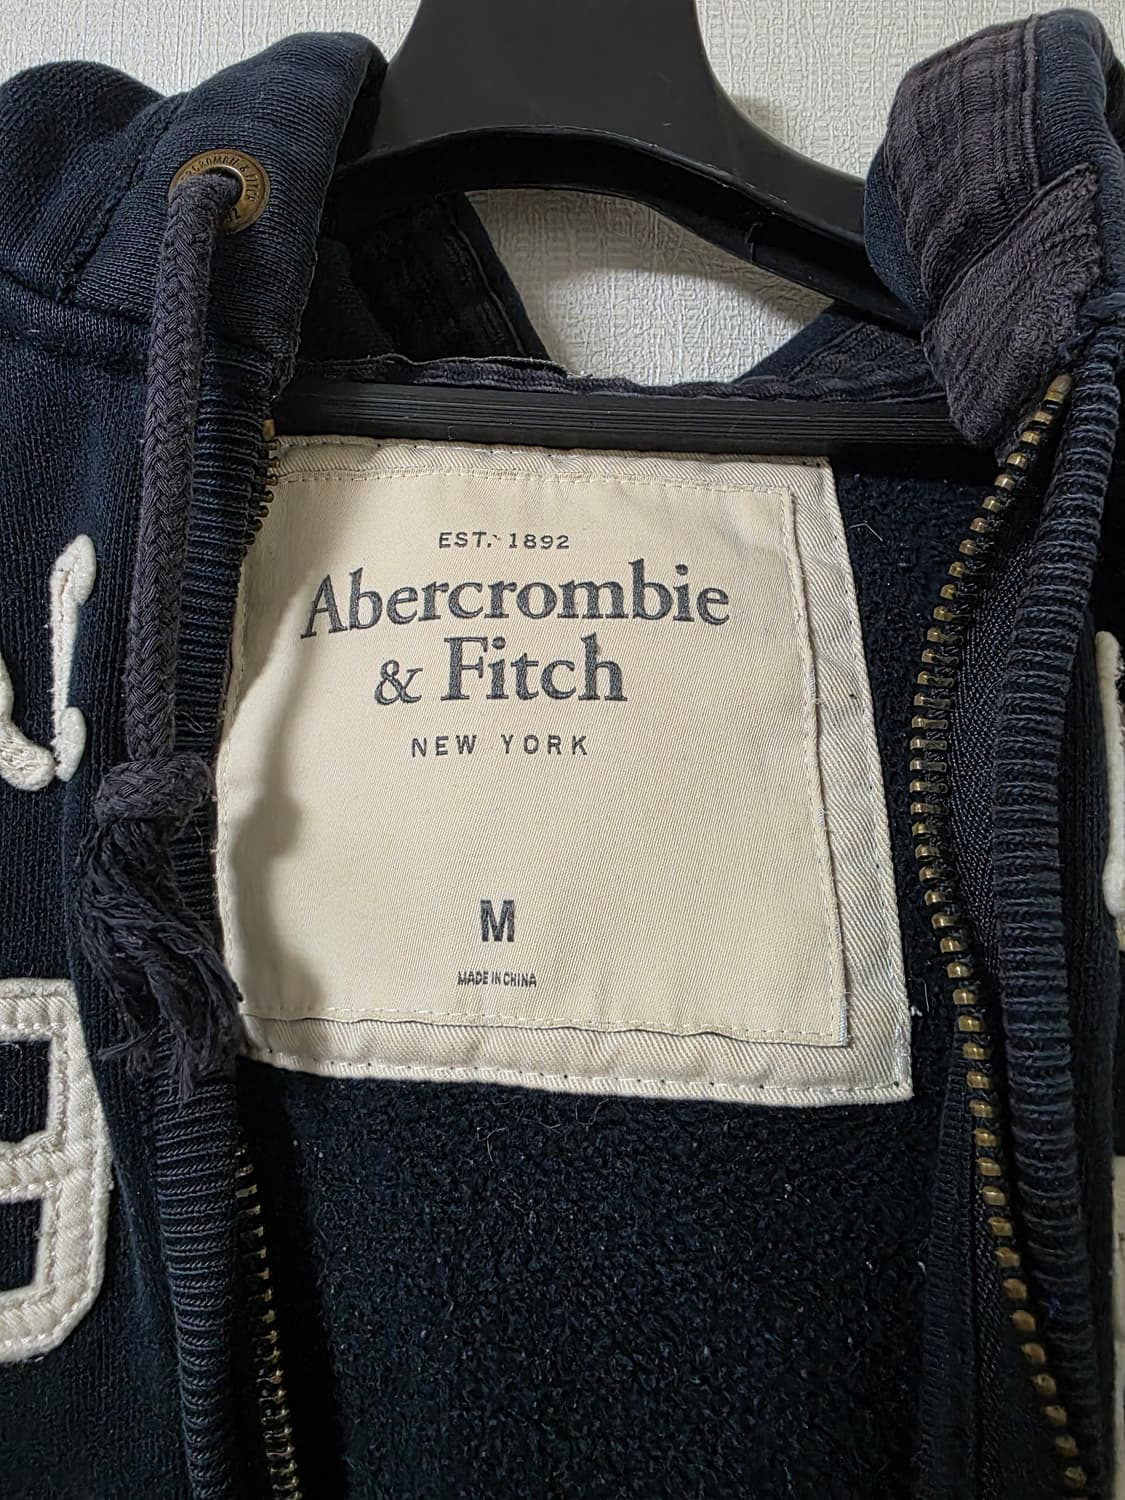 EST. 1892
Abercrombie
& Fitch
NEW YORK
M
MADE IN CHINA